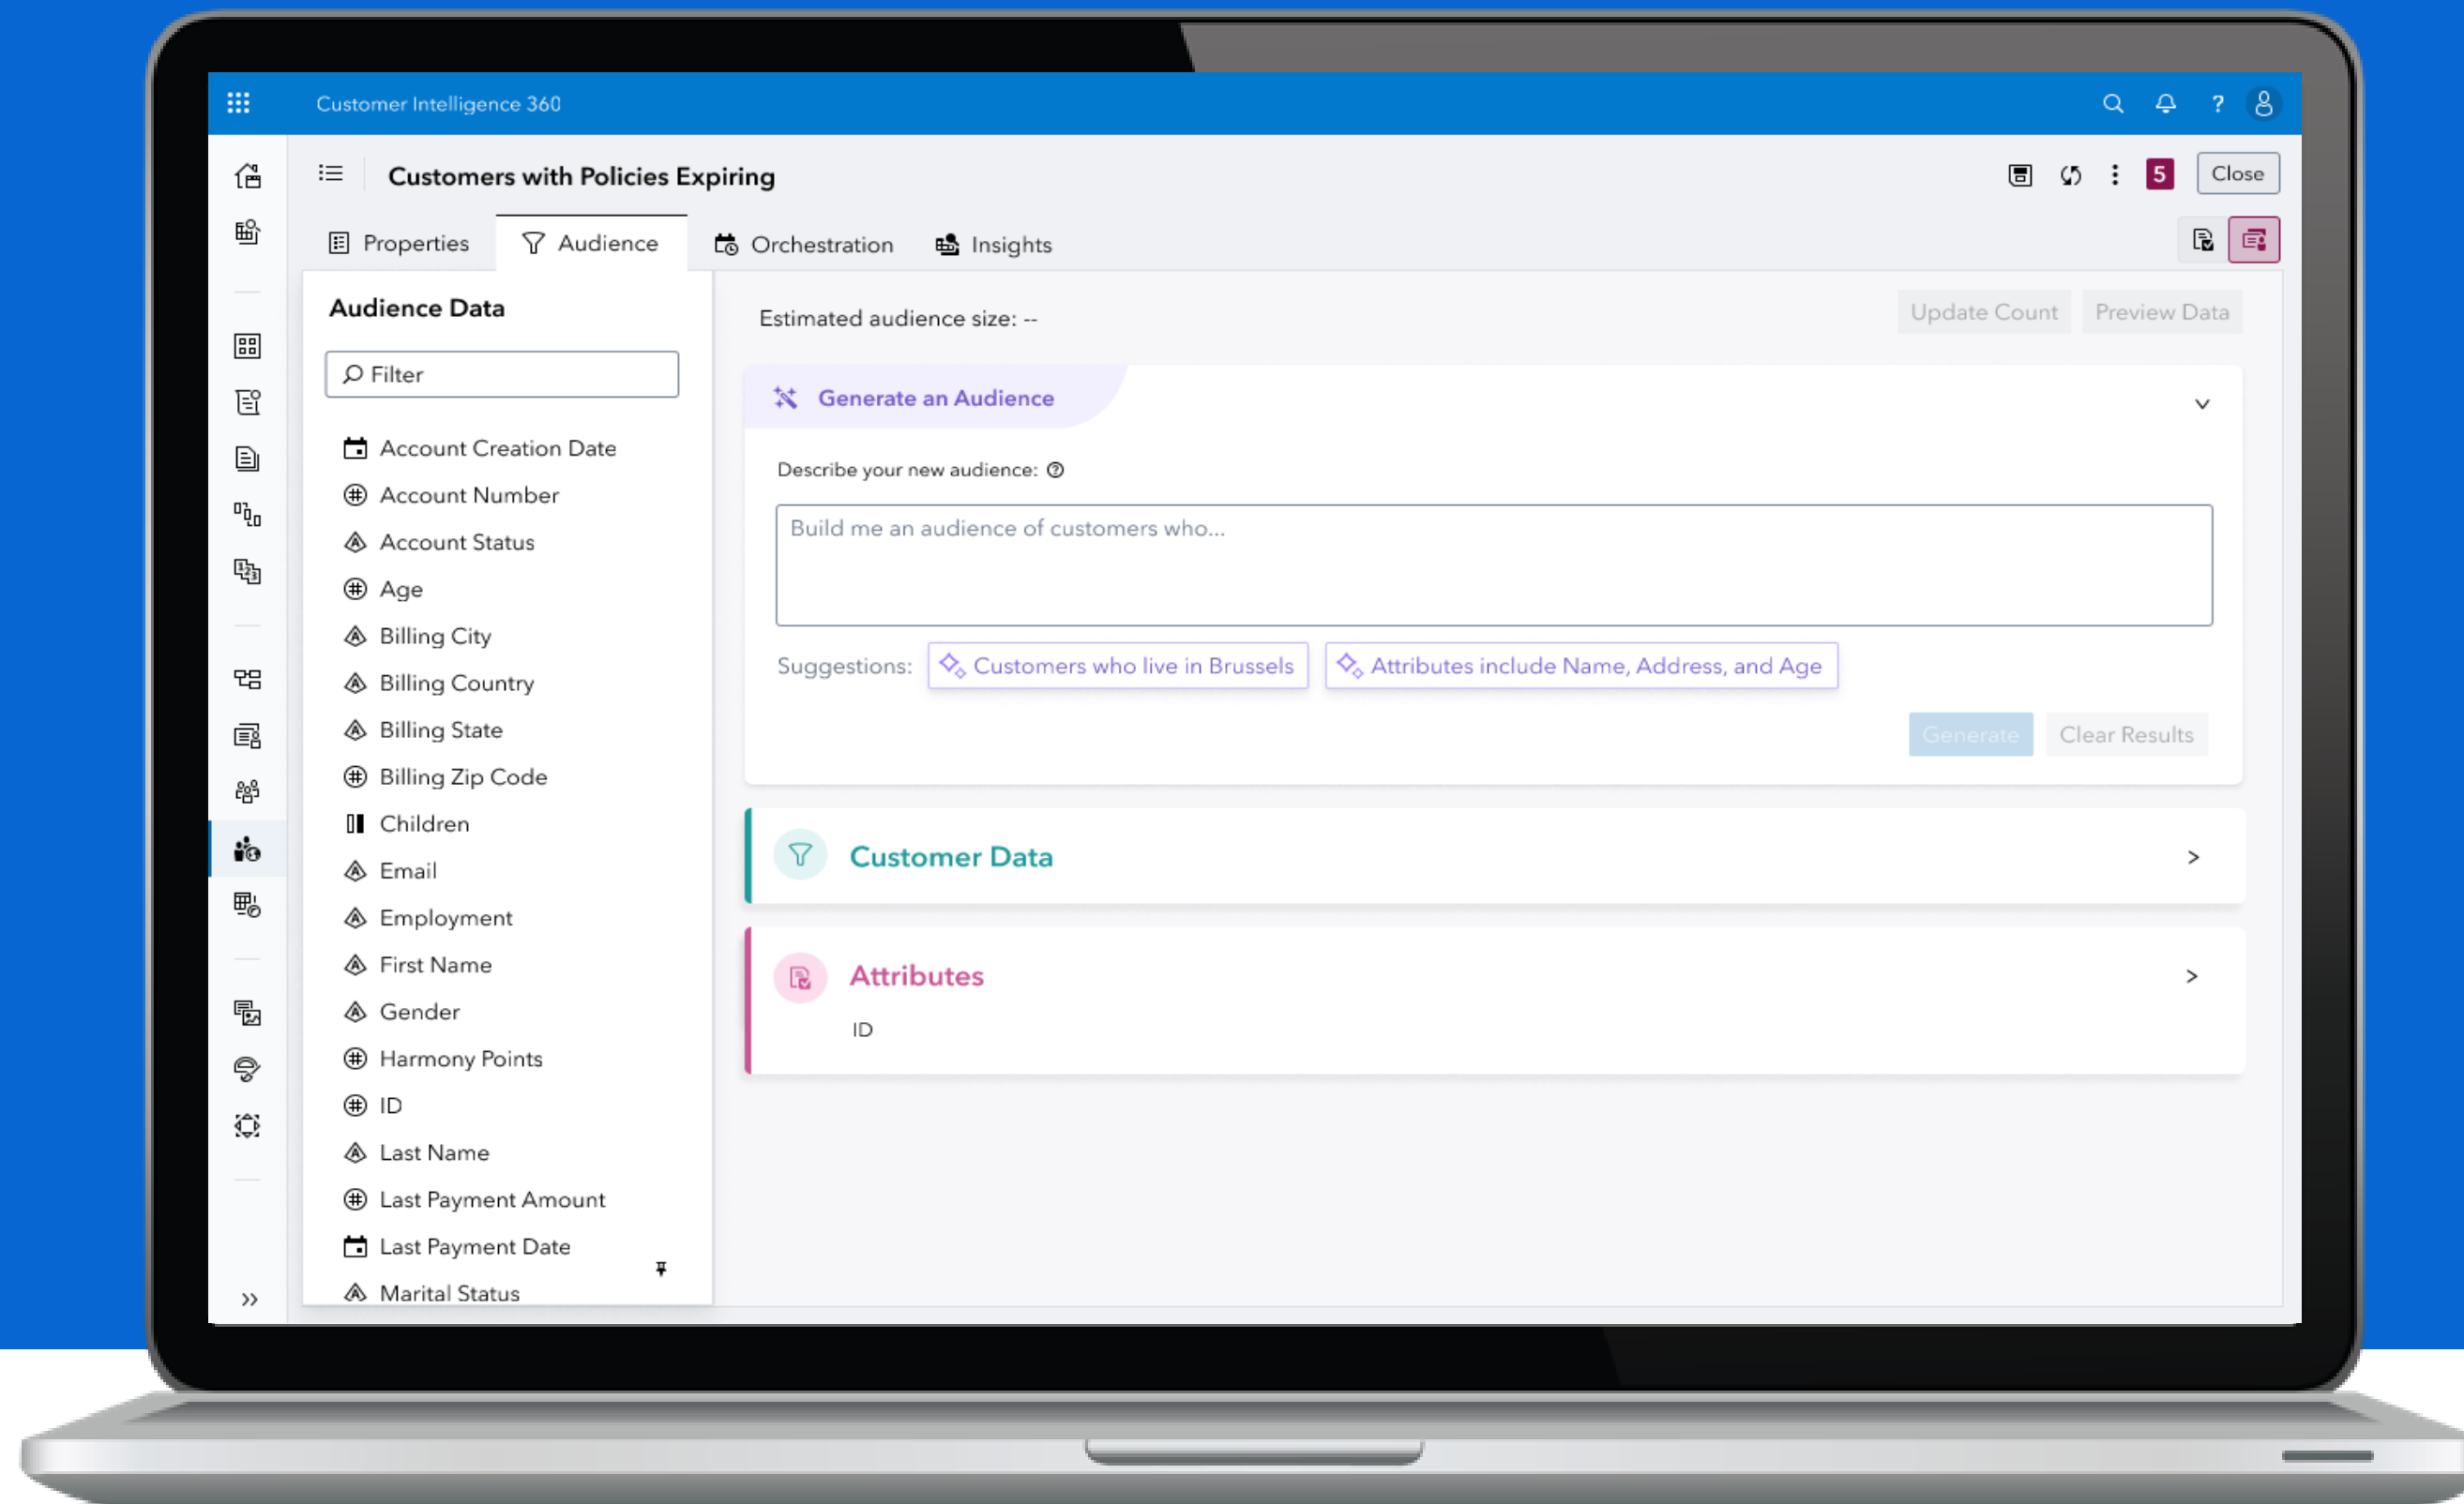 Customer Intelligence 360
?
Customers with Policies Expiring
5
Close
Properties
Audience
Orchestration
Insights
Audience Data
Filter
Account Creation Date
Account Number
Account Status
Age
Billing City
Billing Country
Billing State
Billing Zip Code
Children
Email
Employment
First Name
Gender
Harmony Points
ID
Last Name
Last Payment Amount
Last Payment Date
Marital Status
Estimated audience size: --
Update Count
Preview Data
Generate an Audience
Describe your new audience:
Build me an audience of customers who...
Suggestions:
Customers who live in Brussels
Attributes include Name, Address, and Age
Generate
Clear Results
Customer Data
Attributes
ID